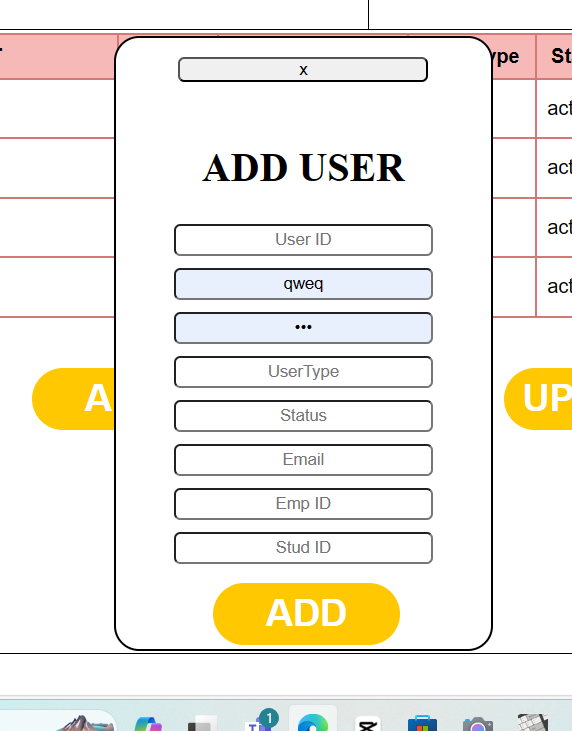 ype St
x
ADD USER
act
User ID
act
qweq
act
•••
act
UserType
A
UP
Status
Email
Emp ID
Stud ID
ADD
1